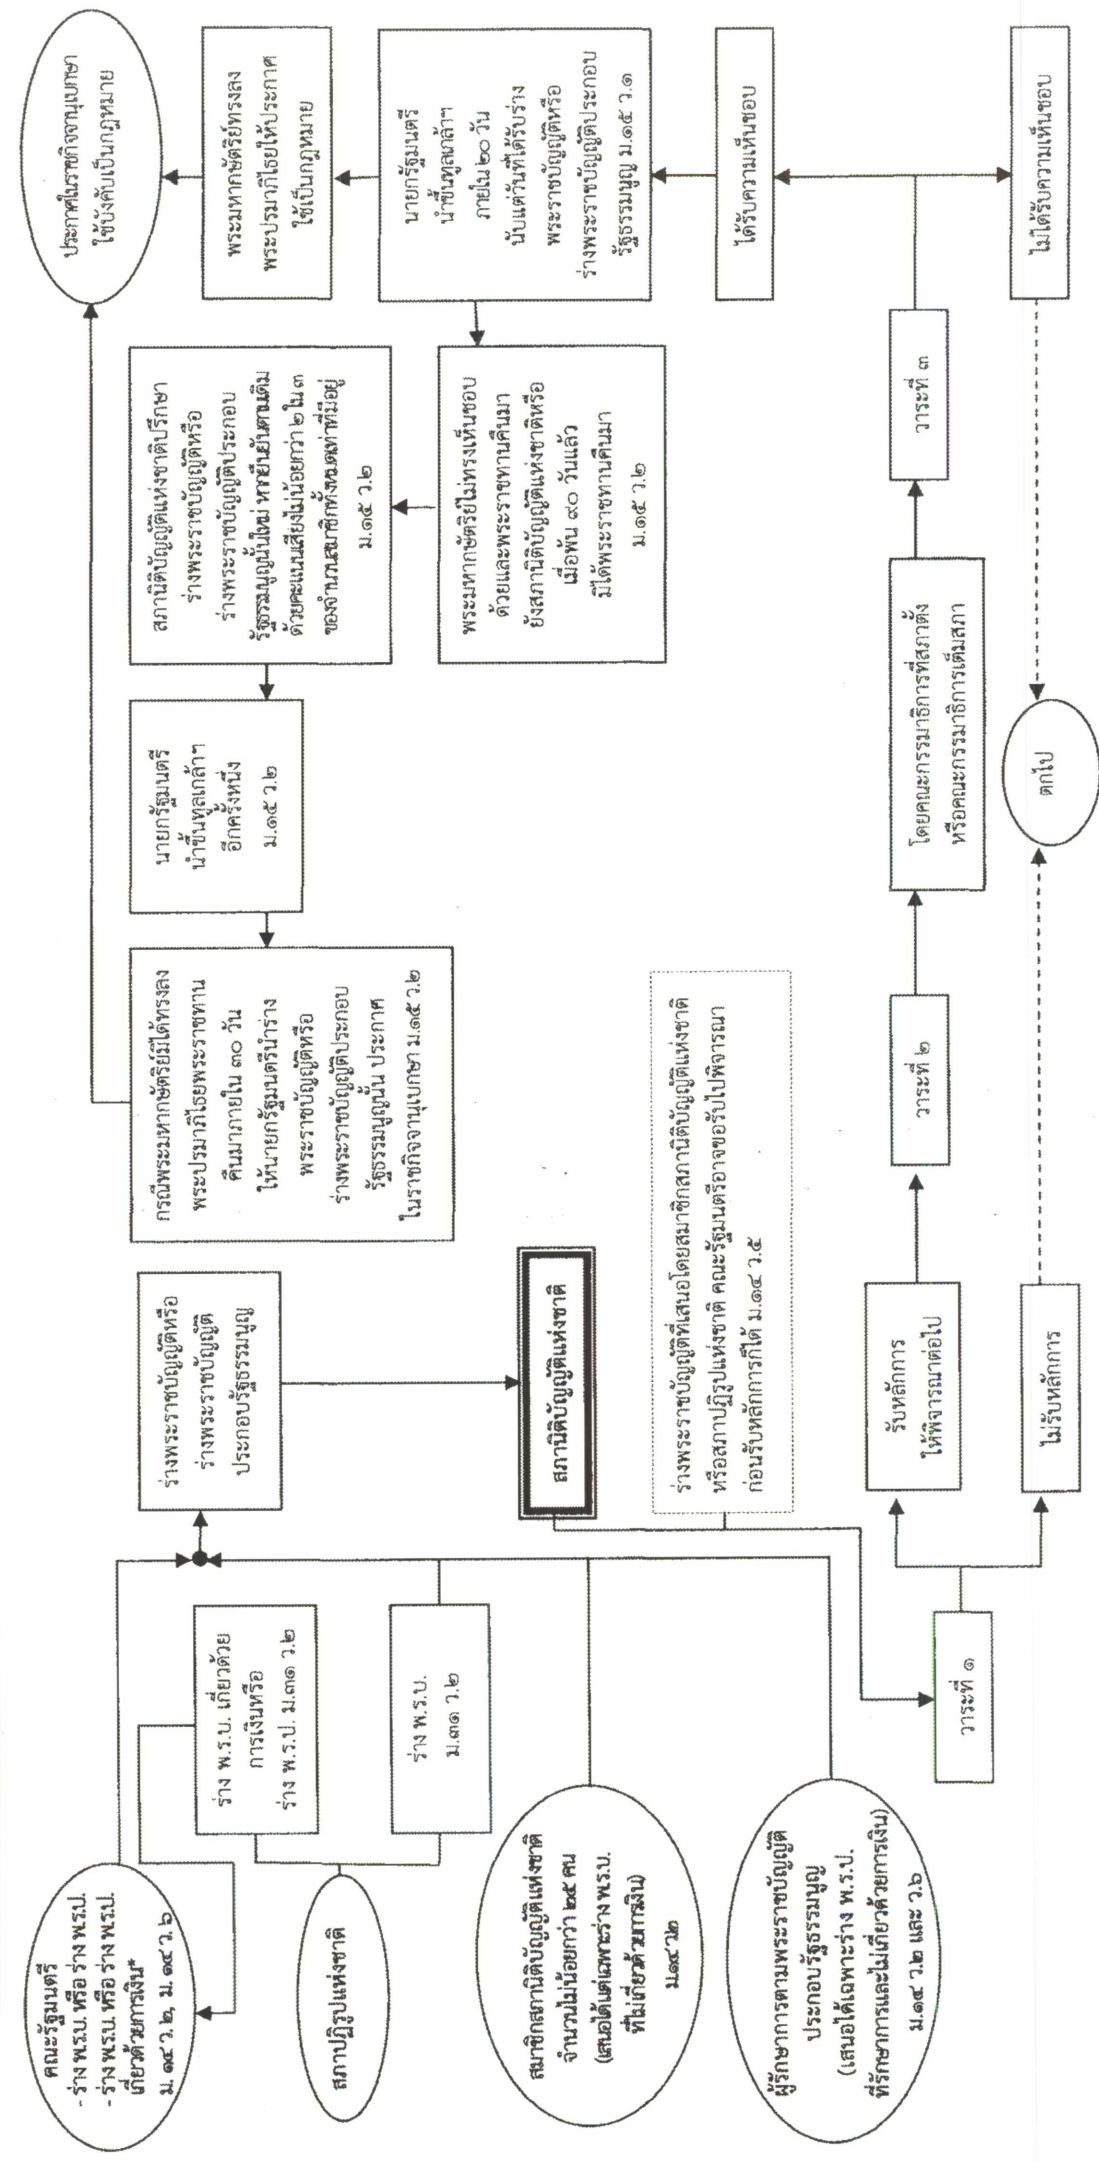 คณะรัฐมนตรี
- ร่าง พ.ร.บ. หรือ ร่าง พ.ร.ป.
- ร่าง พ.ร.บ. หรือ ร่าง พ.ร.ป.
เกี่ยวด้วยการเงิน*
ม. ๑๔ ว. ๒, ม. ๑๔ ว. ๖
สภาปฏิรูปแห่งชาติ
สมาชิกสภานิติบัญญัติแห่งชาติ
จำนวนไม่น้อยกว่า ๒๕ คน
(เสนอได้แต่เฉพาะร่าง พ.ร.บ.
ที่ไม่เกี่ยวด้วยการเงิน)
ม.๑๔ ว.๒
ผู้รักษาการตามพระราชบัญญัติ
ประกอบรัฐธรรมนูญ
(เสนอได้เฉพาะร่าง พ.ร.ป.
ที่รักษาการและไม่เกี่ยวด้วยการเงิน)
ม.๑๔ ว.๒ และ ว.๖
ร่าง พ.ร.บ. เกี่ยวด้วย
การเงินหรือ
ร่าง พ.ร.ป. ม.๓๑ ว.๒
ร่าง พ.ร.บ.
ม.๓๑ ว.๒
ร่างพระราชบัญญัติหรือ
ร่างพระราชบัญญัติ
ประกอบรัฐธรรมนูญ
สภานิติบัญญัติแห่งชาติ
ร่างพระราชบัญญัติที่เสนอโดยสมาชิกสภานิติบัญญัติแห่งชาติ
หรือสภาปฏิรูปแห่งชาติ คณะรัฐมนตรีอาจขอรับไปพิจารณา
ก่อนรับหลักการก็ได้ ม.๑๔ ว.๕
วาระที่ ๑
รับหลักการ
ให้พิจารณาต่อไป
ไม่รับหลักการ
วาระที่ ๒
โดยคณะกรรมาธิการที่สภาตั้ง
หรือคณะกรรมาธิการเต็มสภา
ตกไป
วาระที่ ๓
ได้รับความเห็นชอบ
ไม่ได้รับความเห็นชอบ
นายกรัฐมนตรี
นำขึ้นทูลเกล้าฯ
ภายใน ๒๐ วัน
นับแต่วันที่ได้รับร่าง
พระราชบัญญัติหรือ
ร่างพระราชบัญญัติประกอบ
รัฐธรรมนูญ ม.๑๕ ว.๑
พระมหากษัตริย์ทรงลง
พระปรมาภิไธยให้ประกาศ
ใช้เป็นกฎหมาย
ประกาศในราชกิจจานุเบกษา
ใช้บังคับเป็นกฎหมาย
พระมหากษัตริย์ไม่ทรงเห็นชอบ
ด้วยและพระราชทานคืนมา
ยังสภานิติบัญญัติแห่งชาติหรือ
เมื่อพ้น ๙๐ วันแล้ว
มิได้พระราชทานคืนมา
ม.๑๕ ว.๒
สภานิติบัญญัติแห่งชาติปรึกษา
ร่างพระราชบัญญัติหรือ
ร่างพระราชบัญญัติประกอบ
รัฐธรรมนูญนั้นใหม่ หากยืนยันตามเดิม
ด้วยคะแนนเสียงไม่น้อยกว่า ๒ ใน ๓
ของจำนวนสมาชิกทั้งหมดเท่าที่มีอยู่
ม.๑๕ ว.๒
นายกรัฐมนตรี
นำขึ้นทูลเกล้าฯ
อีกครั้งหนึ่ง
ม.๑๕ ว.๒
กรณีพระมหากษัตริย์มิได้ทรงลง
พระปรมาภิไธยพระราชทาน
คืนมาภายใน ๓๐ วัน
ให้นายกรัฐมนตรีนำร่าง
พระราชบัญญัติหรือ
ร่างพระราชบัญญัติประกอบ
รัฐธรรมนูญนั้น ประกาศ
ในราชกิจจานุเบกษา ม.๑๕ ว.๒